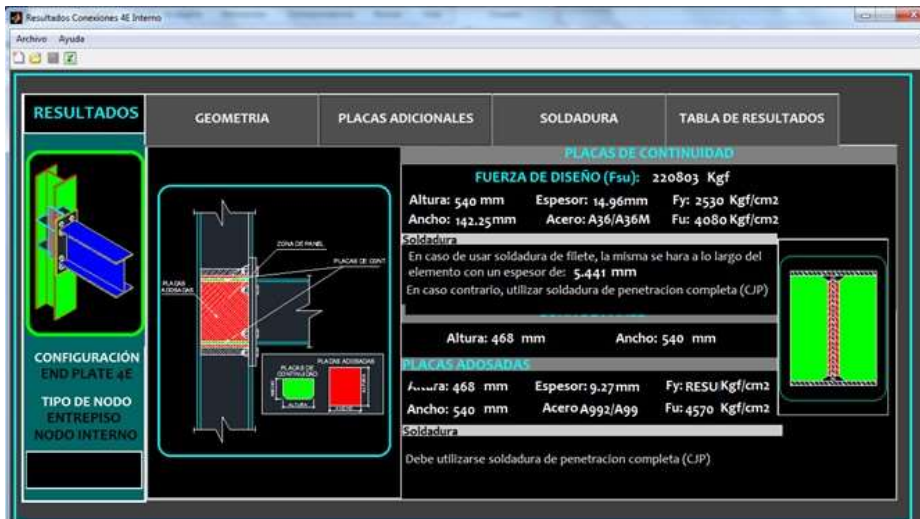 Resultados Conexiones 4E Interno
Archivo Ayuda
RESULTADOS
GEOMETRIA
PLACAS ADICIONALES
SOLDADURA
TABLA DE RESULTADOS
PLACAS DE CONTINUIDAD
FUERZA DE DISEÑO (Fsu): 220803 Kgf
Altura: 540 mm Espesor: 14.96mm Fy: 2530 Kgf/cm2
Ancho: 142.25mm Acero: A36/A36M Fu: 4080 Kgf/cm2
Soldadura
En caso de usar soldadura de filete, la misma se hara a lo largo del
elemento con un espesor de: 5.441 mm
En caso contrario, utilizar soldadura de penetracion completa (CJP)
Altura: 468 mm Ancho: 540 mm
PLACAS ADOSADAS
468 mm Espesor: 9.27mm Fy: RESU Kgf/cm2
Ancho: 540 mm Acero A992/A99 Fu: 4570 Kgf/cm2
Soldadura
Debe utilizarse soldadura de penetracion completa (CJP)
ZONA DE PANEL
PLACAS DE CONT
PLACAS
ADOSADAS
PLACAS DE
CONTINUIDAD
PLACAS ADOSADAS
ALTURA
CONFIGURACIÓN
END PLATE 4E
TIPO DE NODO
ENTREPISO
NODO INTERNO